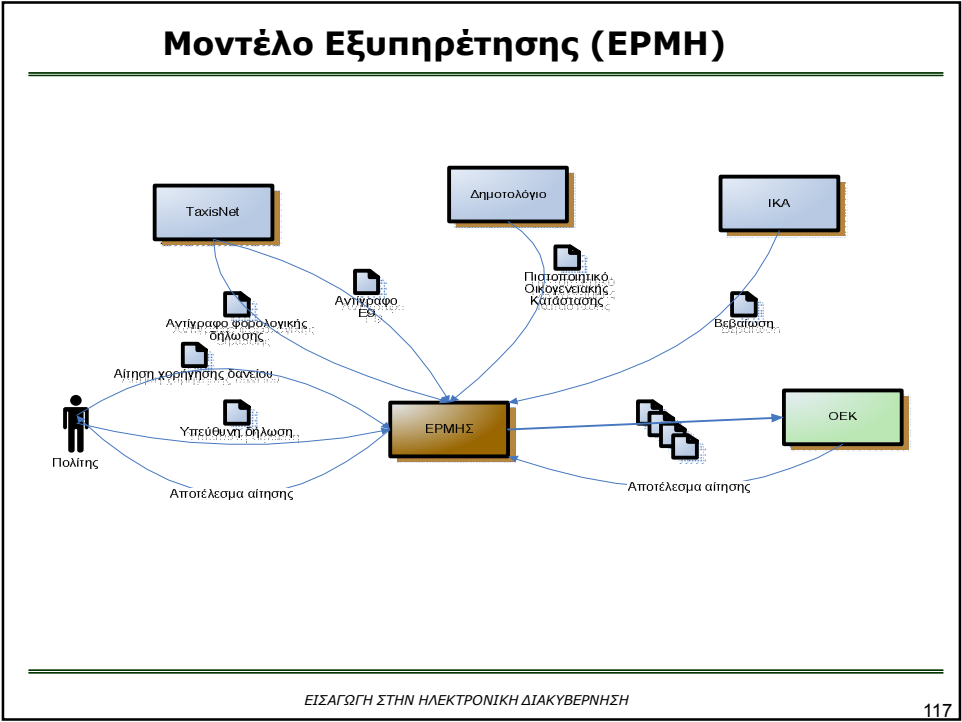 Μοντέλο Εξυπηρέτησης (ΕΡΜΗ)
TaxisNet
Δημοτολόγιο
ΙΚΑ
Αντίγραφο
Ε9
Πιστοποιητικό
Οικογενειακής
Κατάστασης
Αντίγραφο φορολογικής
δήλωσης
Βεβαίωση
Αίτηση χορήγησης δανείου
Υπεύθυνη δήλωση
Πολίτης
ΕΡΜΗΣ
ΟΕΚ
Αποτέλεσμα αίτησης
Αποτέλεσμα αίτησης
ΕΙΣΑΓΩΓΗ ΣΤΗΝ ΗΛΕΚΤΡΟΝΙΚΗ ΔΙΑΚΥΒΕΡΝΗΣΗ
117